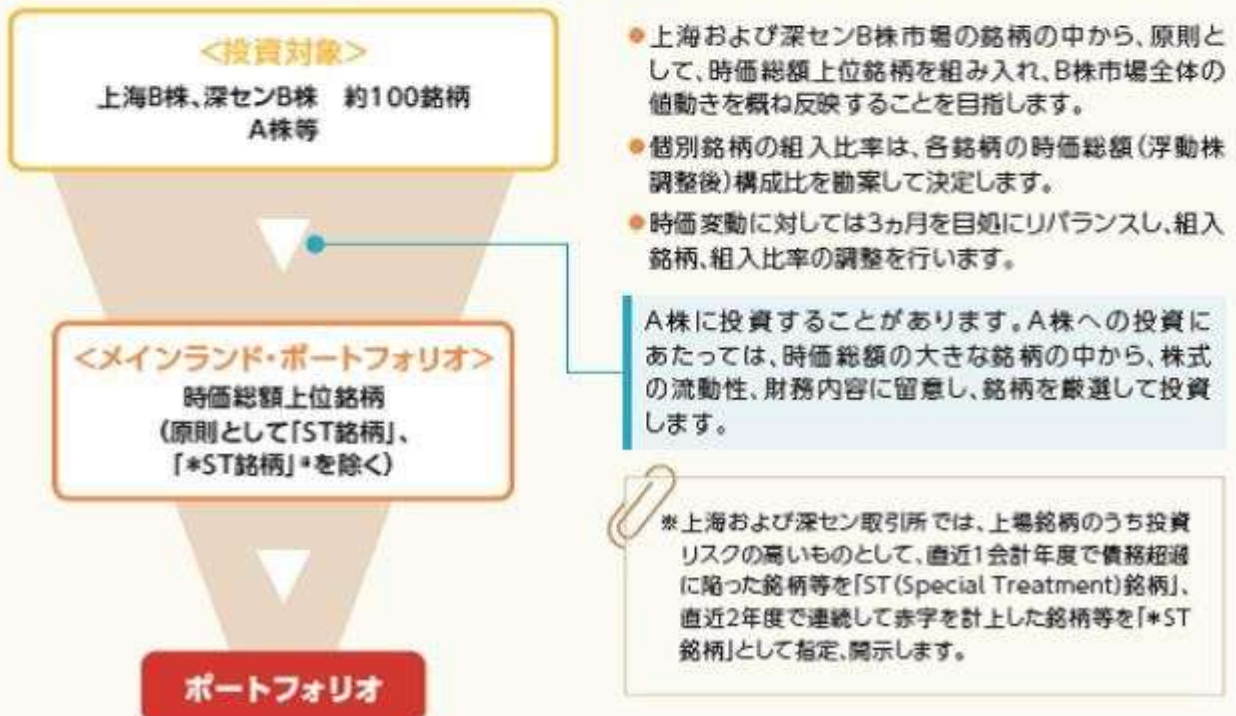 <投資対象>
上海B株、深センB株　約100銘柄
A株等
<メインランド・ポートフォリオ>
時価総額上位銘柄
(原則として「ST銘柄」、
「*ST銘柄」※を除く)
ポートフォリオ
●上海および深センB株市場の銘柄の中から、原則と
して、時価総額上位銘柄を組み入れ、B株市場全体の
値動きを概ね反映することを目指します。
●個別銘柄の組入比率は、各銘柄の時価総額(浮動株
調整後)構成比を勘案して決定します。
●時価変動に対しては3ヵ月を目処にリバランスし、組入
銘柄、組入比率の調整を行います。
A株に投資することがあります。A株への投資に
あたっては、時価総額の大きな銘柄の中から、株式
の流動性、財務内容に留意し、銘柄を厳選して投資
します。
※上海および深セン取引所では、上場銘柄のうち投資
リスクの高いものとして、直近1会計年度で債務超過
に陥った銘柄等を「ST(Special Treatment)銘柄」、
直近2年度で連続して赤字を計上した銘柄等を「*ST
銘柄」として指定、開示します。